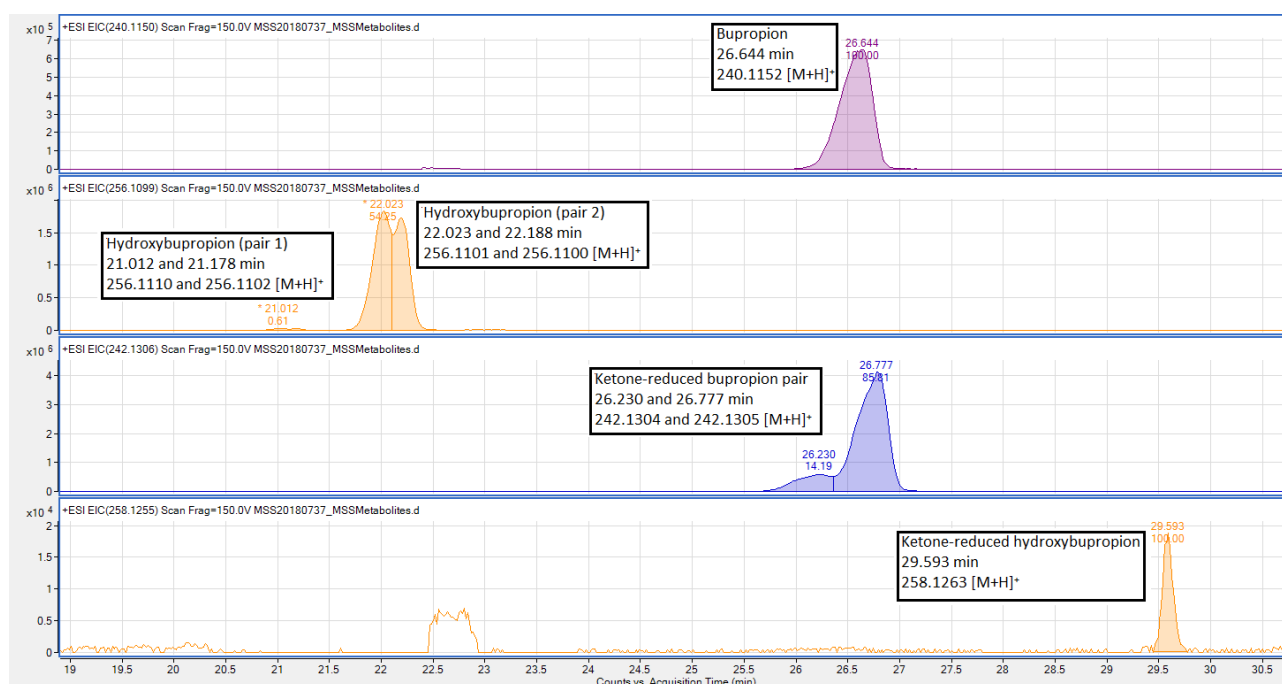 x10 5 +ESI EIC(240.1150) Scan Frag=150.0V MSS20180737_MSSMetabolites.d
7
6
5
4
3
2
1
0
26.644
100.00
Bupropion
26.644 min
240.1152 [M+H]⁺
x10 6 +ESI EIC(256.1099) Scan Frag=150.0V MSS20180737_MSSMetabolites.d
1.5
1
0.5
0
* 22.023
54.25
Hydroxybupropion (pair 2)
22.023 and 22.188 min
256.1101 and 256.1100 [M+H]⁺
Hydroxybupropion (pair 1)
21.012 and 21.178 min
256.1110 and 256.1102 [M+H]⁺
* 21.012
0.61
x10 6 +ESI EIC(242.1306) Scan Frag=150.0V MSS20180737_MSSMetabolites.d
4
3
2
1
0
26.777
85.81
Ketone-reduced bupropion pair
26.230 and 26.777 min
242.1304 and 242.1305 [M+H]⁺
26.230
14.19
x10 4 +ESI EIC(258.1255) Scan Frag=150.0V MSS20180737_MSSMetabolites.d
2
1.5
1
0.5
0
29.593
100.00
Ketone-reduced hydroxybupropion
29.593 min
258.1263 [M+H]⁺
19 19.5 20 20.5 21 21.5 22 22.5 23 23.5 24 24.5 25 25.5 26 26.5 27 27.5 28 28.5 29 29.5 30 30.5
Counts vs. Acquisition Time (min)